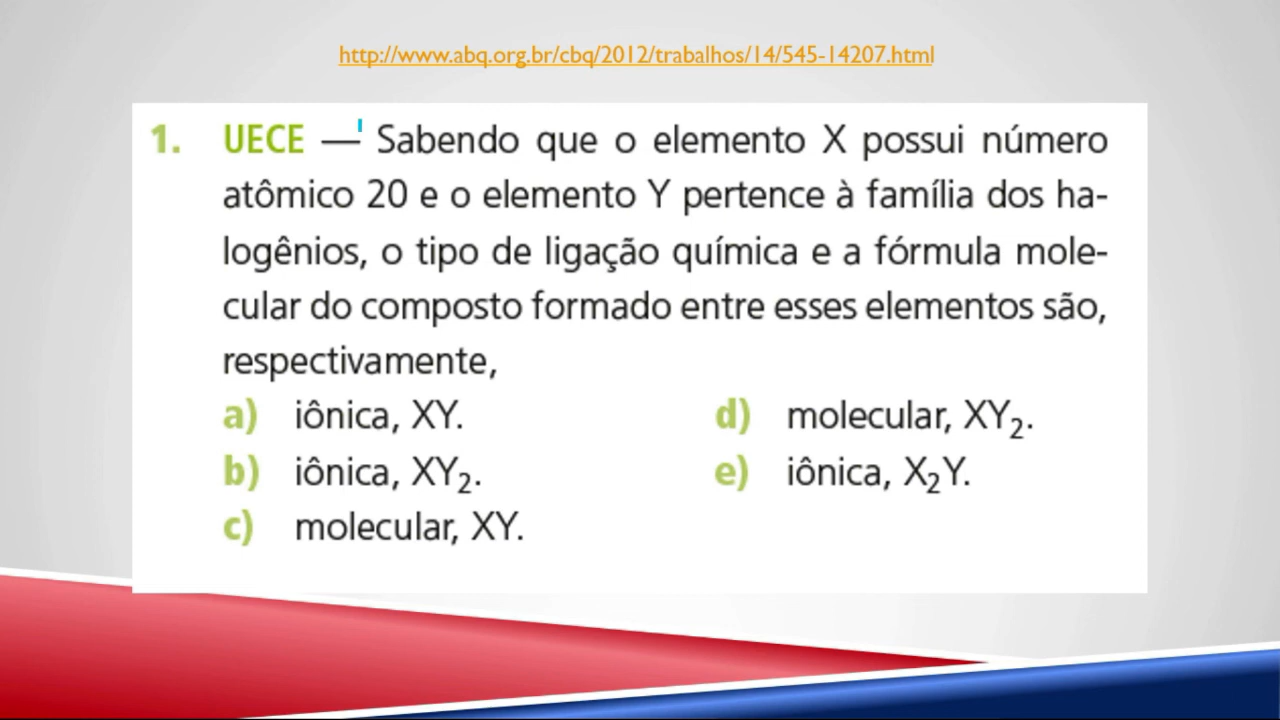 http://www.abq.org.br/cbq/2012/trabalhos/14/545-14207.html
1. UECE — Sabendo que o elemento X possui número
atômico 20 e o elemento Y pertence à família dos ha-
logênios, o tipo de ligação química e a fórmula mole-
cular do composto formado entre esses elementos são,
respectivamente,
a) iônica, XY.
b) iônica, XY₂.
c) molecular, XY.
d) molecular, XY₂.
e) iônica, X₂Y.